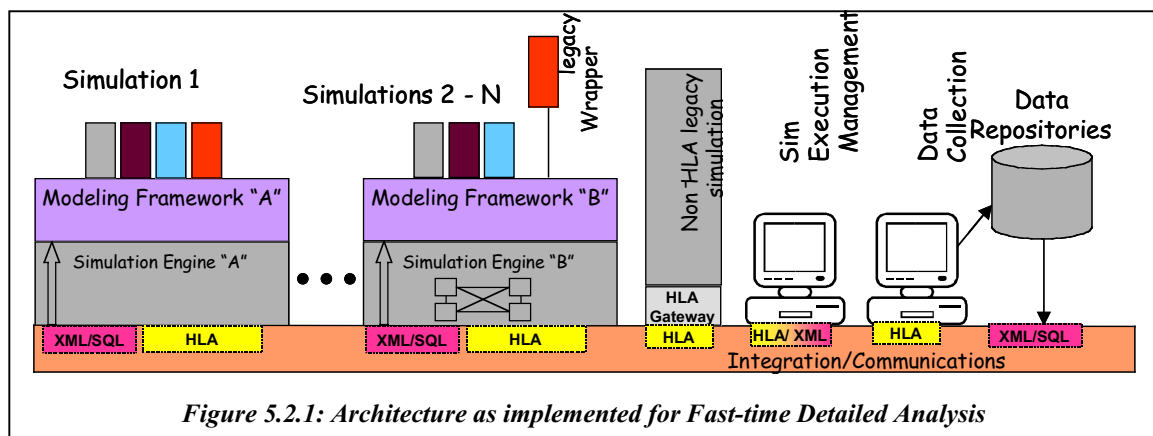 Simulation 1
Simulations 2 - N
legacy
Wrapper
Non HLA legacy
simulation
Sim
Execution
Management
Data
Collection
Data
Repositories
Modeling Framework “A”
Modeling Framework “B”
Simulation Engine “A”
Simulation Engine “B”
HLA
Gateway
XML/SQL
HLA
XML/SQL
HLA
HLA
HLA/ XML
HLA
XML/SQL
Integration/Communications
Figure 5.2.1: Architecture as implemented for Fast-time Detailed Analysis